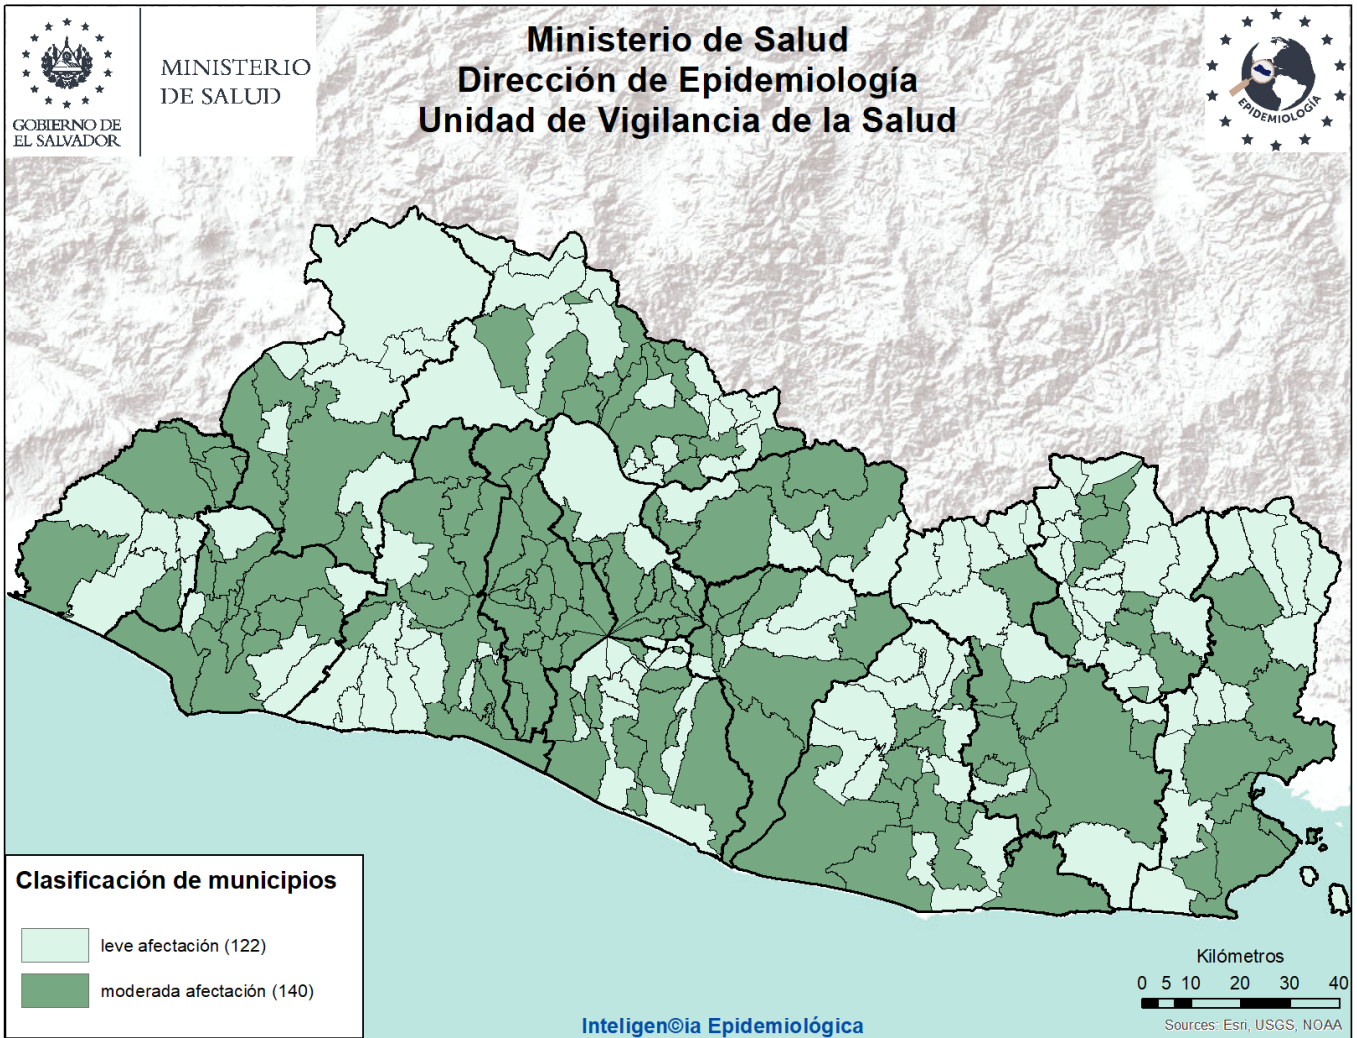 GOBIERNO DE
EL SALVADOR
MINISTERIO
DE SALUD
Ministerio de Salud
Dirección de Epidemiología
Unidad de Vigilancia de la Salud
EPIDEMIOLOGÍA
Clasificación de municipios
leve afectación (122)
moderada afectación (140)
Kilómetros
0 5 10 20 30 40
Sources: Esri, USGS, NOAA
Inteligen©ia Epidemiológica